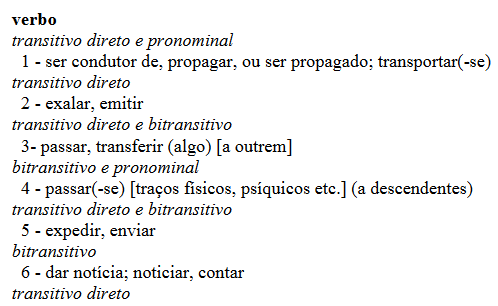 verbo
transitivo direto e pronominal
1 - ser condutor de, propagar, ou ser propagado; transportar(-se)
transitivo direto
2 - exalar, emitir
transitivo direto e bitransitivo
3- passar, transferir (algo) [a outrem]
bitransitivo e pronominal
4 - passar(-se) [traços físicos, psíquicos etc.] (a descendentes)
transitivo direto e bitransitivo
5 - expedir, enviar
bitransitivo
6 - dar notícia; noticiar, contar
transitivo direto